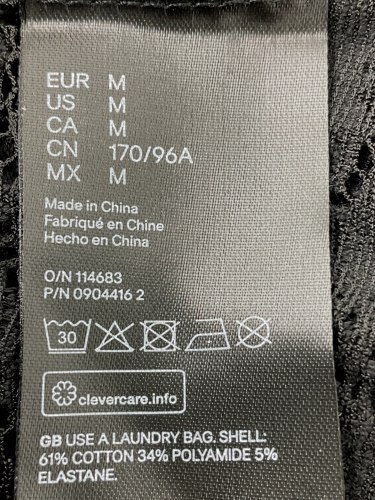 EUR M
US M
CA M
CN 170/96A
MX M
Made in China
Fabriqué en Chine
Hecho en China
O/N 114683
P/N 0904416 2
30
clevercare.info
GB USE A LAUNDRY BAG. SHELL:
61% COTTON 34% POLYAMIDE 5%
ELASTANE.